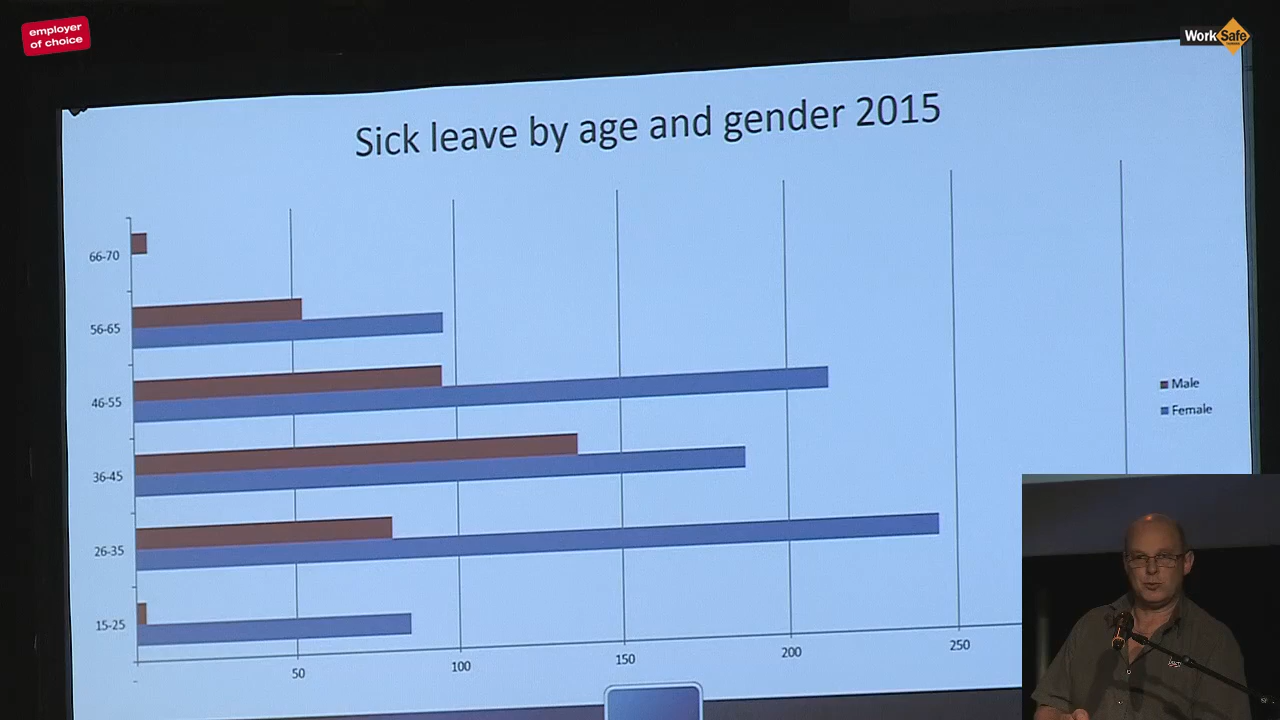 employer
of choice
WorkSafe
Sick leave by age and gender 2015
66-70
56-65
46-55
36-45
26-35
15-25
Male
Female
-
50
100
150
200
250